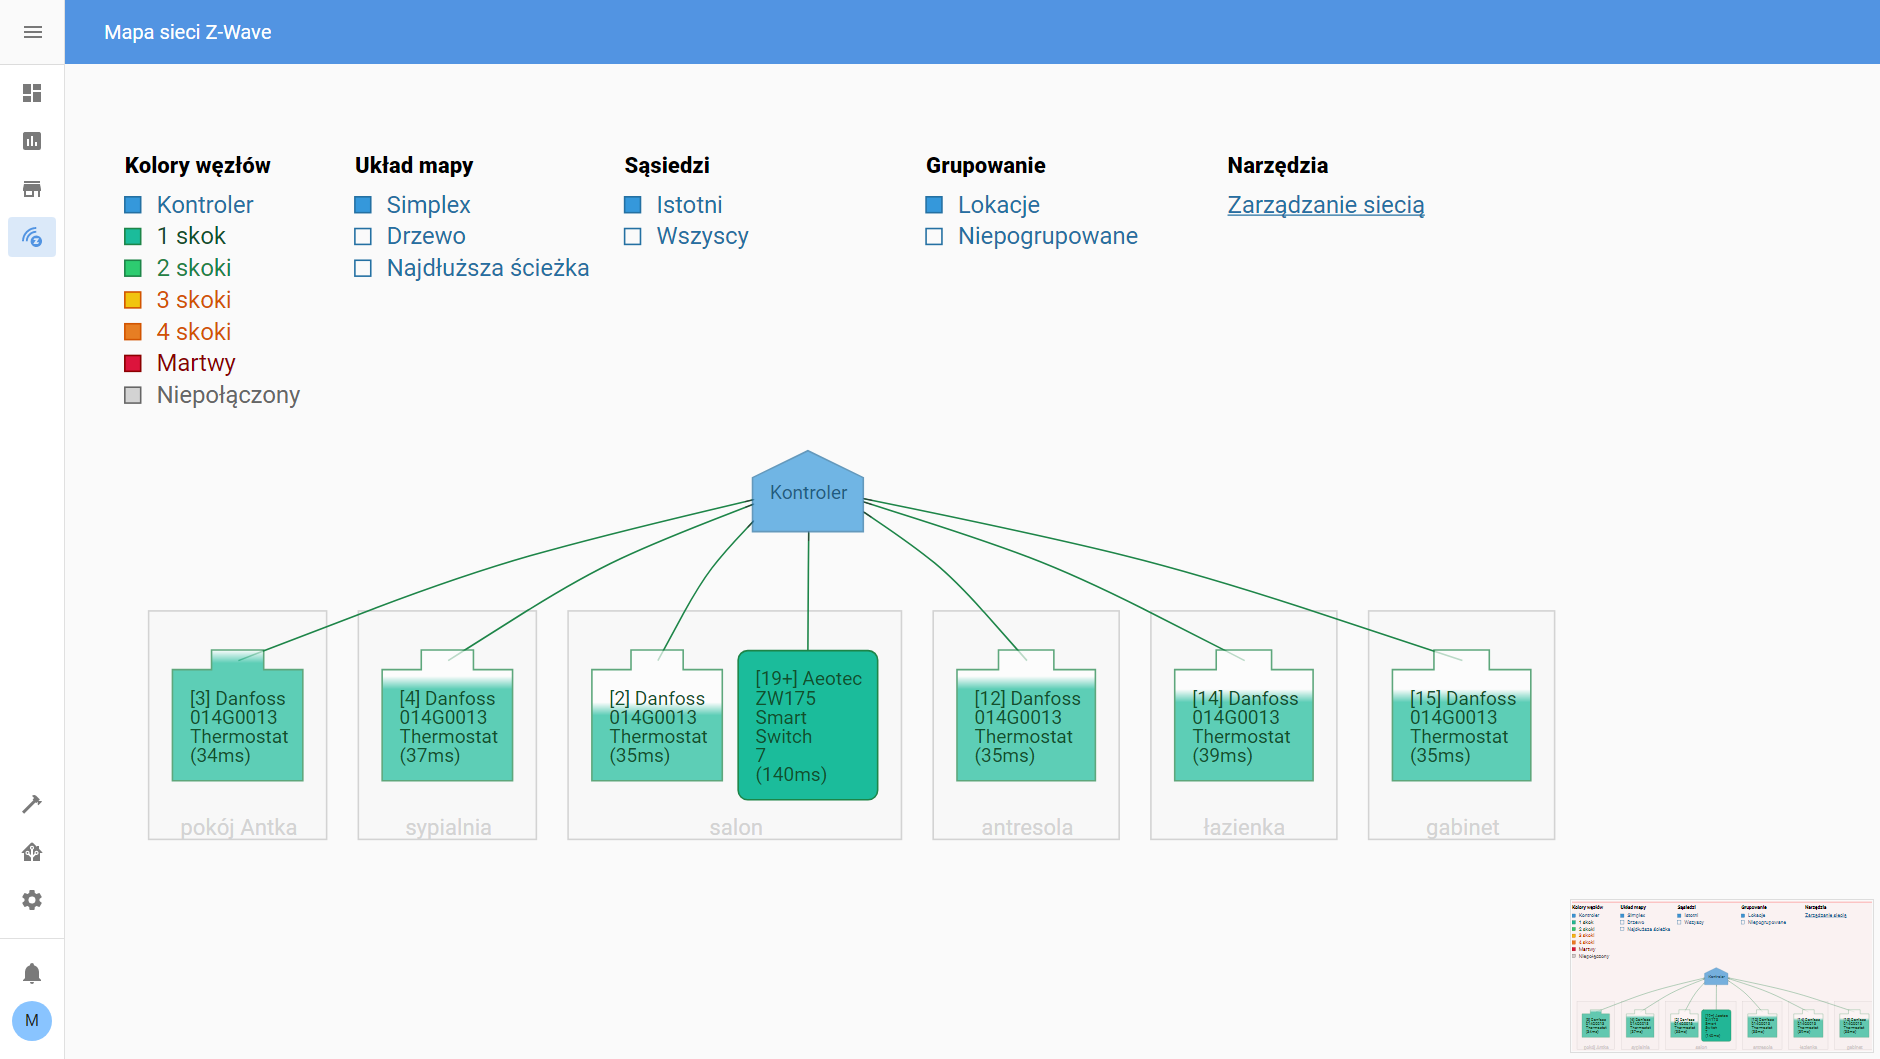 Mapa sieci Z-Wave
Kolory węzłów
Kontroler
1 skok
2 skoki
3 skoki
4 skoki
Martwy
Niepołączony
Układ mapy
Simplex
Drzewo
Najdłuższa ścieżka
Sąsiedzi
Istotni
Wszyscy
Grupowanie
Lokacje
Niepogrupowane
Narzędzia
Zarządzanie siecią
Kontroler
[3] Danfoss
014G0013
Thermostat
(34ms)
pokój Antka
[4] Danfoss
014G0013
Thermostat
(37ms)
sypialnia
[2] Danfoss
014G0013
Thermostat
(35ms)
[19+] Aeotec
ZW175
Smart
Switch
7
(140ms)
salon
[12] Danfoss
014G0013
Thermostat
(35ms)
antresola
[14] Danfoss
014G0013
Thermostat
(39ms)
łazienka
[15] Danfoss
014G0013
Thermostat
(35ms)
gabinet
M